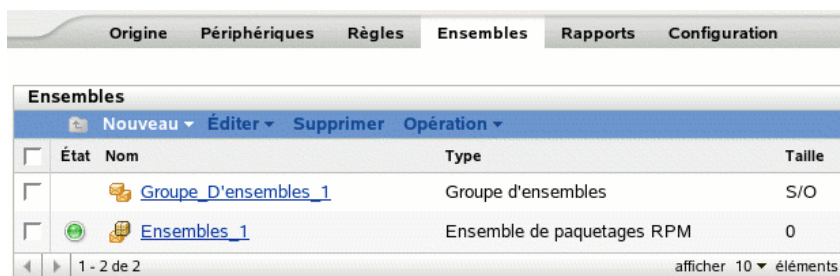 Origine Périphériques Règles Ensembles Rapports Configuration
Ensembles
Nouveau Éditer Supprimer Opération
État Nom Type Taille
Groupe_D'ensembles_1 Groupe d'ensembles S/O
Ensembles_1 Ensemble de paquetages RPM 0
1 - 2 de 2 afficher 10 éléments